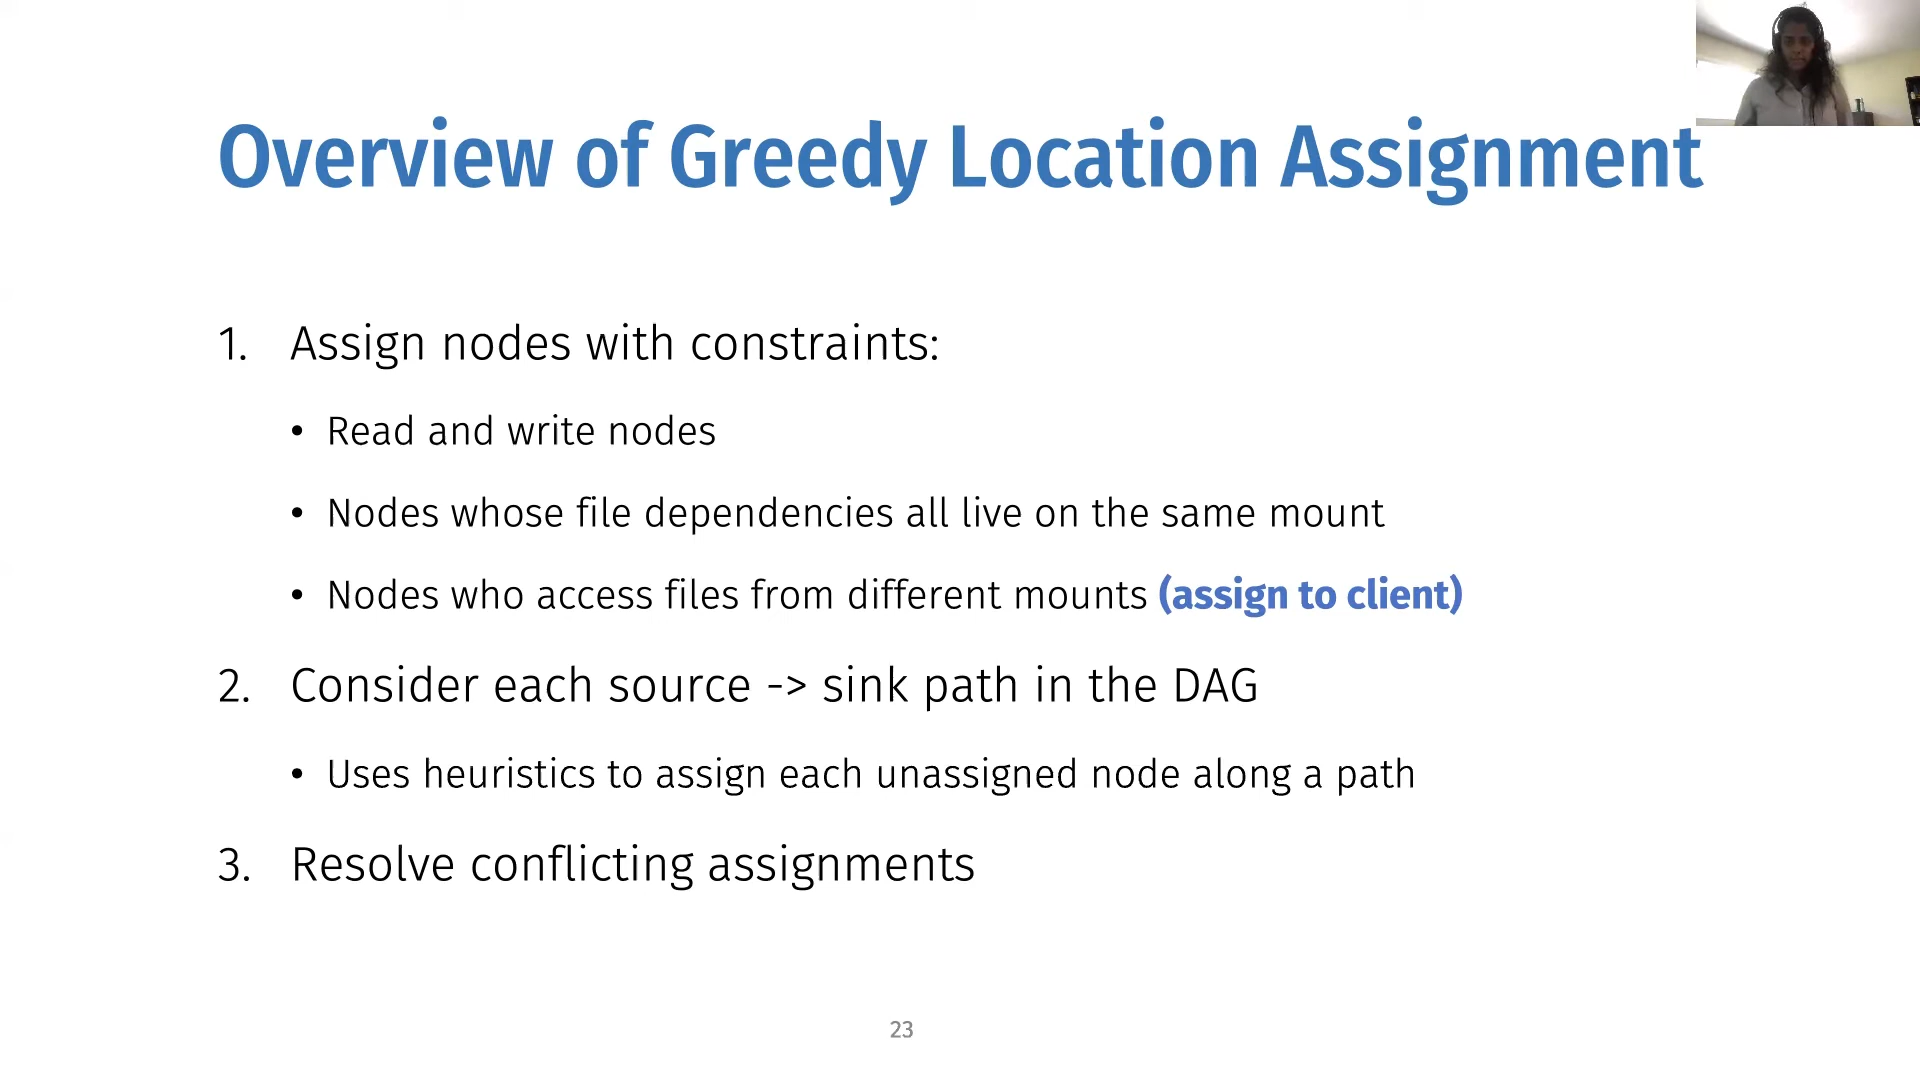 Overview of Greedy Location Assignment
1. Assign nodes with constraints:
• Read and write nodes
• Nodes whose file dependencies all live on the same mount
• Nodes who access files from different mounts (assign to client)
2. Consider each source -> sink path in the DAG
• Uses heuristics to assign each unassigned node along a path
3. Resolve conflicting assignments
23